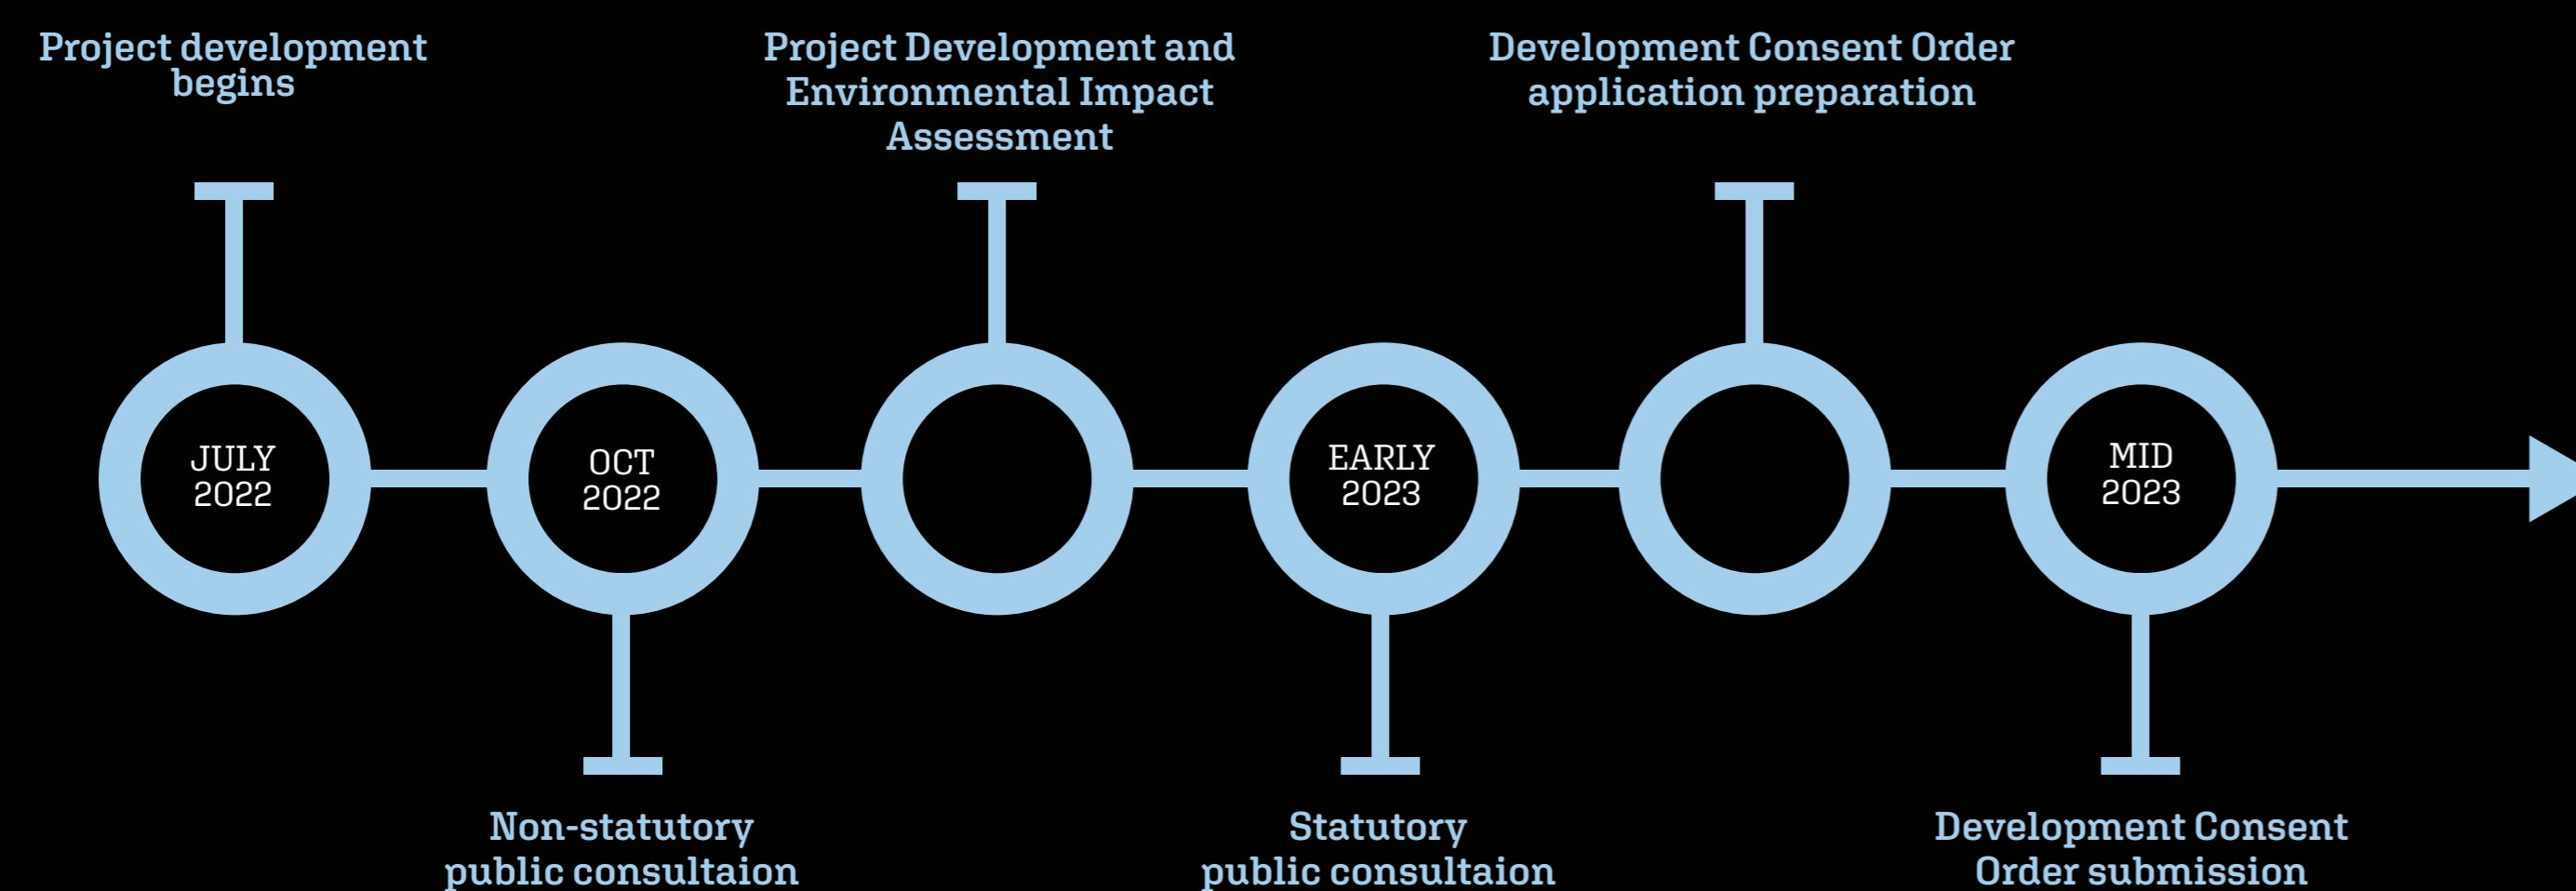 Project development
begins
Project Development and
Environmental Impact
Assessment
Development Consent Order
application preparation
JULY
2022
OCT
2022
EARLY
2023
MID
2023
Non-statutory
public consultaion
Statutory
public consultaion
Development Consent
Order submission